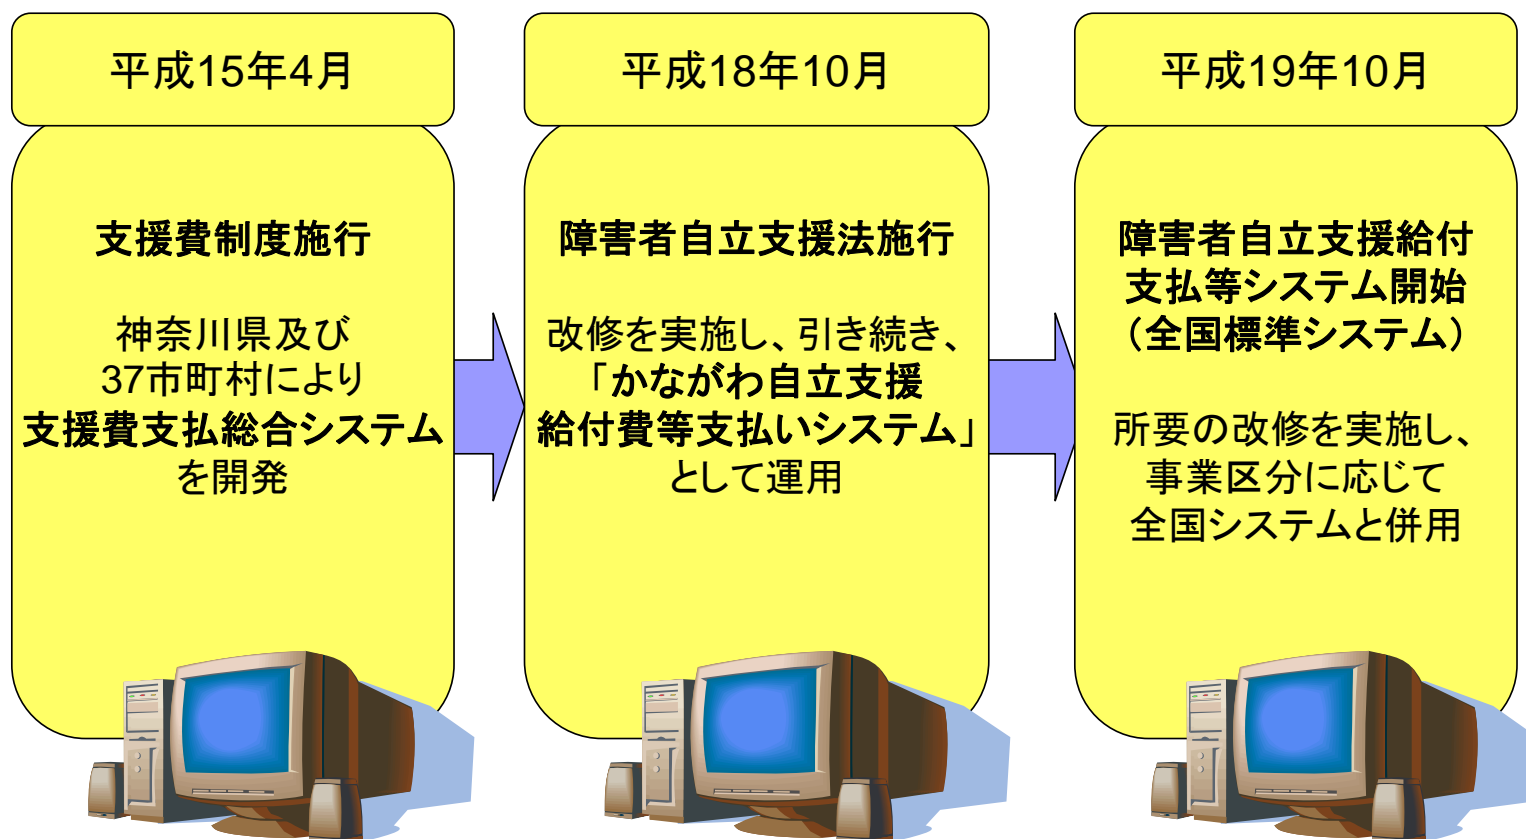 平成15年4月
支援費制度施行
神奈川県及び
37市町村により
支援費支払総合システム
を開発
平成18年10月
障害者自立支援法施行
改修を実施し、引き続き、
「かながわ自立支援
給付費等支払いシステム」
として運用
平成19年10月
障害者自立支援給付
支払等システム開始
（全国標準システム）
所要の改修を実施し、
事業区分に応じて
全国システムと併用